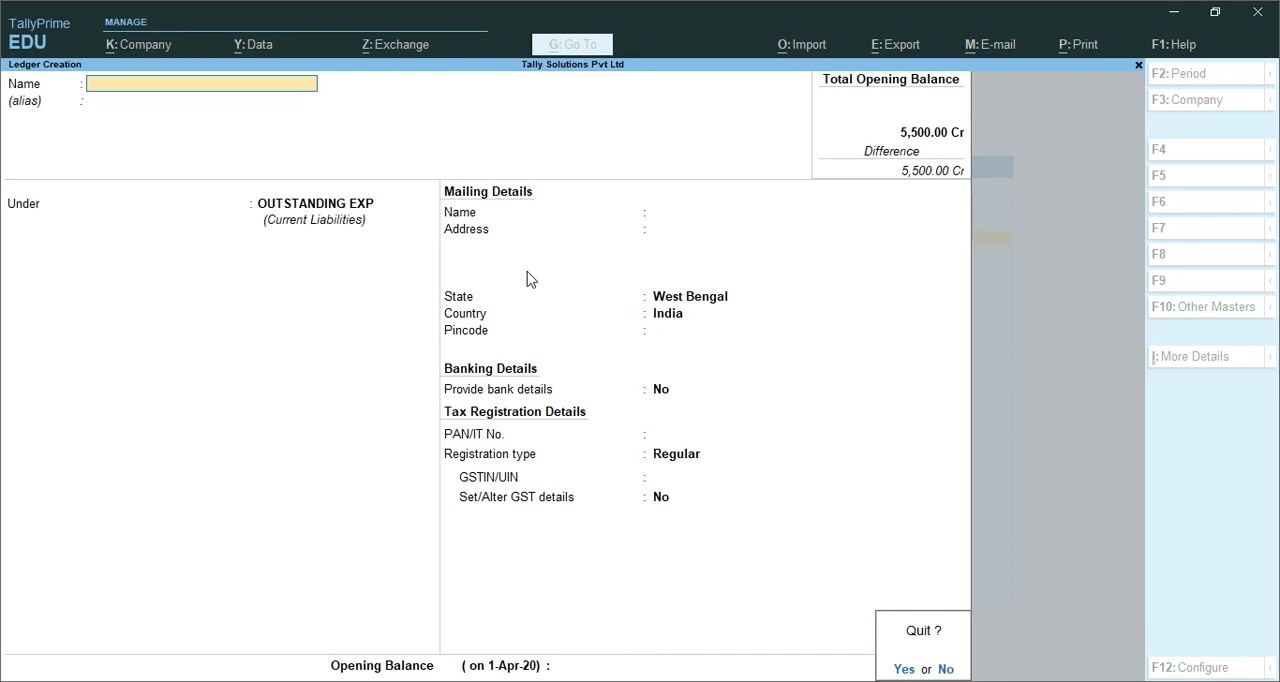 TallyPrime
EDU
MANAGE
K: Company
Y: Data
Z: Exchange
G: Go To
O: Import
E: Export
M: E-mail
P: Print
F1: Help
Ledger Creation
Tally Solutions Pvt Ltd
Name :
(alias) :
Total Opening Balance
5,500.00 Cr
Difference
5,500.00 Cr
Under : OUTSTANDING EXP
(Current Liabilities)
Mailing Details
Name :
Address :
State : West Bengal
Country : India
Pincode :
Banking Details
Provide bank details : No
Tax Registration Details
PAN/IT No. :
Registration type : Regular
GSTIN/UIN :
Set/Alter GST details : No
Opening Balance ( on 1-Apr-20) :
Quit ?
Yes or No
F2: Period
F3: Company
F4
F5
F6
F7
F8
F9
F10: Other Masters
I: More Details
F12: Configure